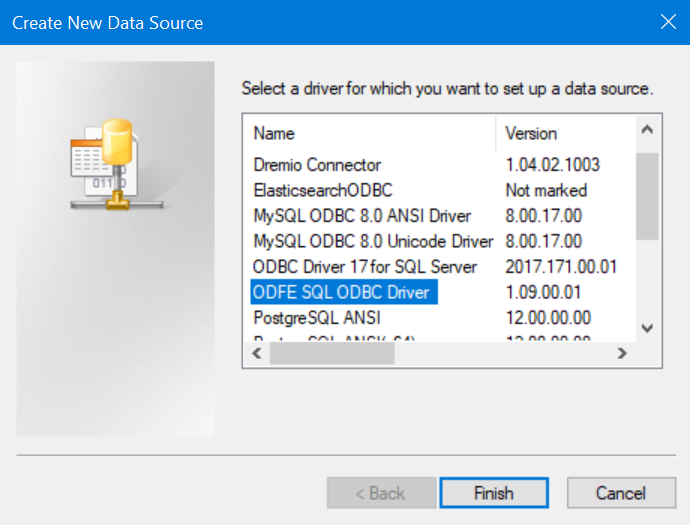 Create New Data Source
Select a driver for which you want to set up a data source.
Name Version
Dremio Connector 1.04.02.1003
ElasticsearchODBC Not marked
MySQL ODBC 8.0 ANSI Driver 8.00.17.00
MySQL ODBC 8.0 Unicode Driver 8.00.17.00
ODBC Driver 17 for SQL Server 2017.171.00.01
ODFE SQL ODBC Driver 1.09.00.01
PostgreSQL ANSI 12.00.00.00
< Back Finish Cancel